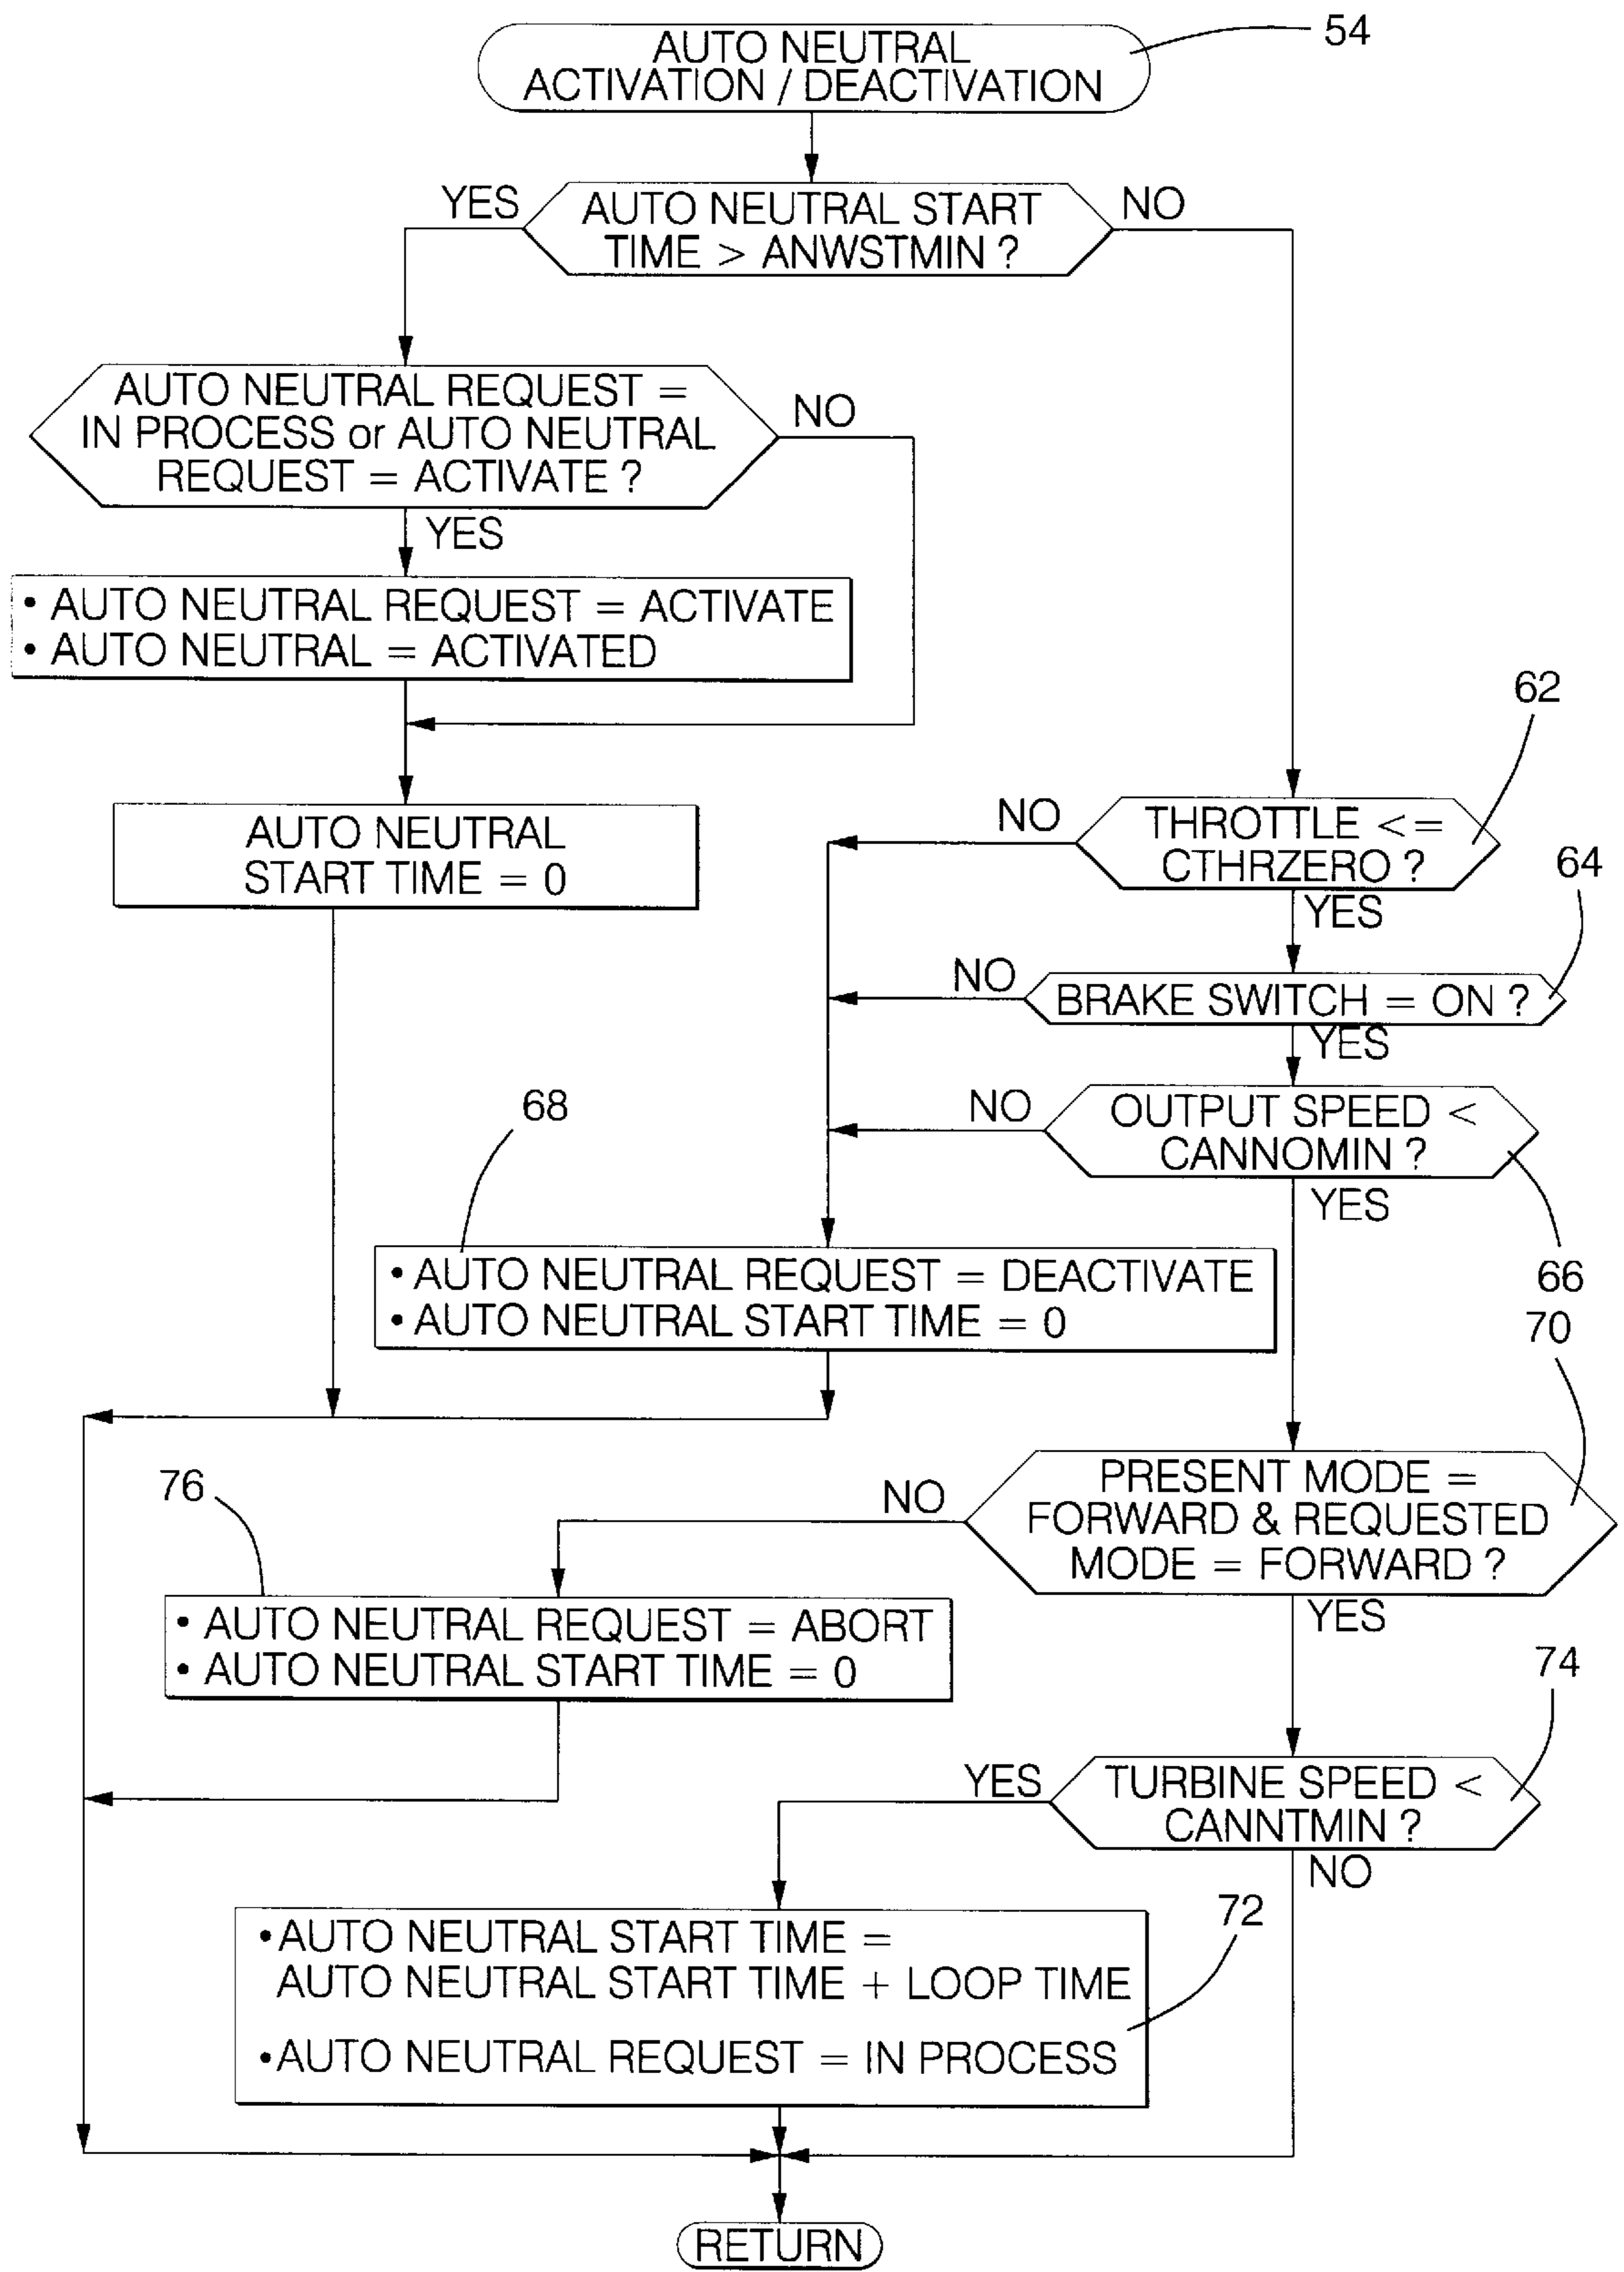 54
AUTO NEUTRAL
ACTIVATION / DEACTIVATION
YES
AUTO NEUTRAL START
TIME > ANWSTMIN ?
NO
AUTO NEUTRAL REQUEST =
IN PROCESS or AUTO NEUTRAL
REQUEST = ACTIVATE ?
NO
YES
• AUTO NEUTRAL REQUEST = ACTIVATE
• AUTO NEUTRAL = ACTIVATED
62
AUTO NEUTRAL
START TIME = 0
NO
THROTTLE <=
CTHRZERO ?
64
YES
NO
BRAKE SWITCH = ON ?
YES
68
NO
OUTPUT SPEED <
CANNOMIN ?
YES
66
• AUTO NEUTRAL REQUEST = DEACTIVATE
• AUTO NEUTRAL START TIME = 0
70
76
NO
PRESENT MODE =
FORWARD & REQUESTED
MODE = FORWARD ?
YES
• AUTO NEUTRAL REQUEST = ABORT
• AUTO NEUTRAL START TIME = 0
74
YES
TURBINE SPEED <
CANNTMIN ?
NO
72
• AUTO NEUTRAL START TIME =
AUTO NEUTRAL START TIME + LOOP TIME
• AUTO NEUTRAL REQUEST = IN PROCESS
RETURN